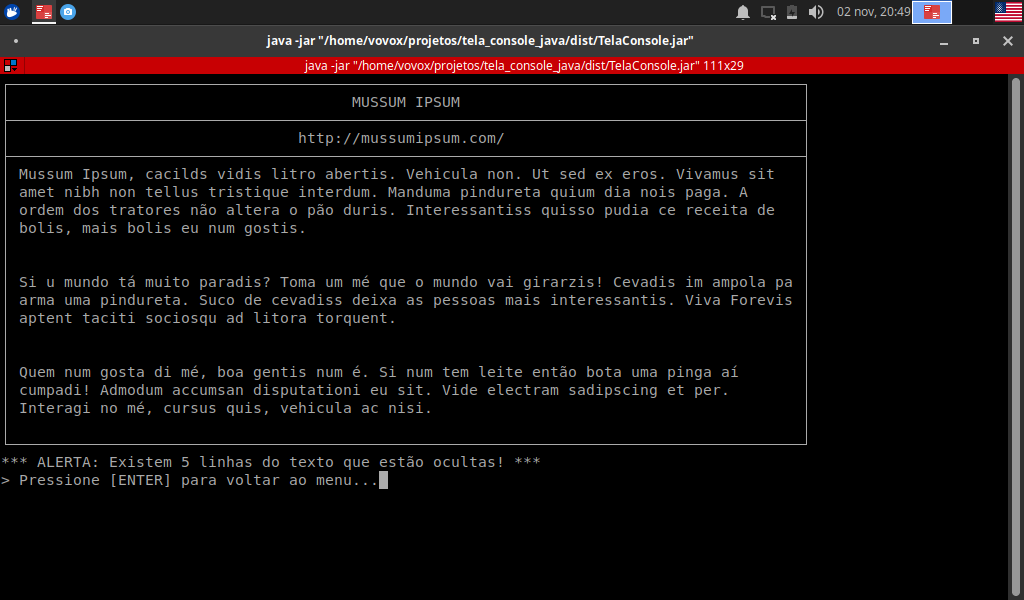 02 nov, 20:49
java -jar "/home/vovox/projetos/tela_console_java/dist/TelaConsole.jar"
java -jar "/home/vovox/projetos/tela_console_java/dist/TelaConsole.jar" 111x29
MUSSUM IPSUM
http://mussumipsum.com/
Mussum Ipsum, cacilds vidis litro abertis. Vehicula non. Ut sed ex eros. Vivamus sit
amet nibh non tellus tristique interdum. Manduma pindureta quium dia nois paga. A
ordem dos tratores não altera o pão duris. Interessantiss quisso pudia ce receita de
bolis, mais bolis eu num gostis.
Si u mundo tá muito paradis? Toma um mé que o mundo vai girarzis! Cevadis im ampola pa
arma uma pindureta. Suco de cevadiss deixa as pessoas mais interessantis. Viva Forevis
aptent taciti sociosqu ad litora torquent.
Quem num gosta di mé, boa gentis num é. Si num tem leite então bota uma pinga aí
cumpadi! Admodum accumsan disputationi eu sit. Vide electram sadipscing et per.
Interagi no mé, cursus quis, vehicula ac nisi.
*** ALERTA: Existem 5 linhas do texto que estão ocultas! ***
> Pressione [ENTER] para voltar ao menu...